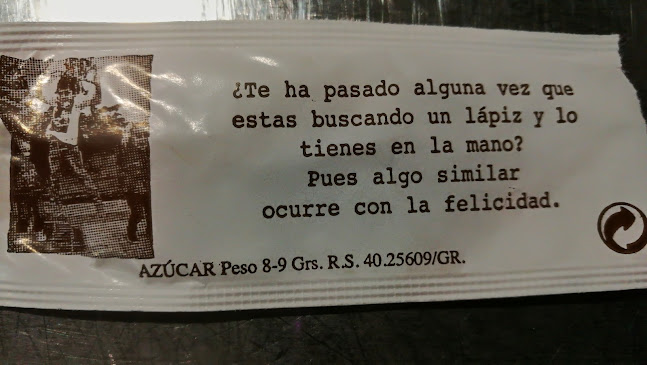 ¿Te ha pasado alguna vez que
estas buscando un lápiz y lo
tienes en la mano?
Pues algo similar
ocurre con la felicidad.
AZÚCAR Peso 8-9 Grs. R.S. 40.25609/GR.